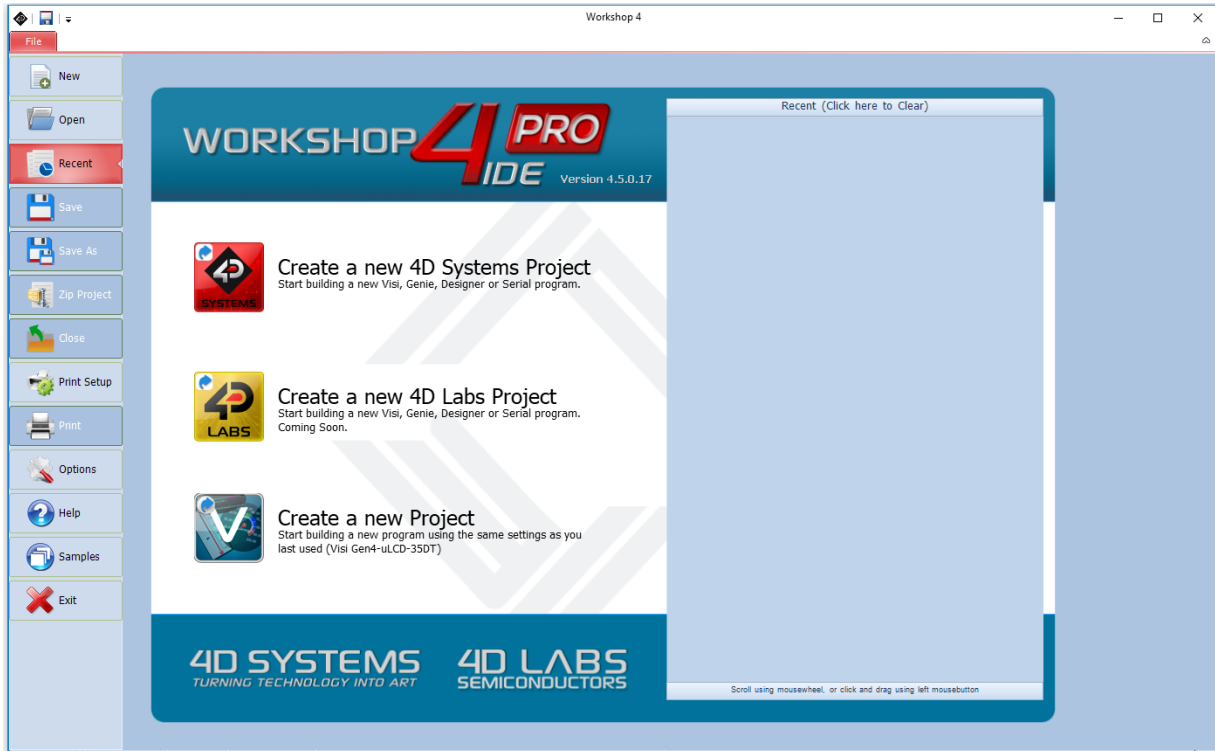 Workshop 4
File
New
Open
Recent
Save
Save As
Zip Project
Close
Print Setup
Print
Options
Help
Samples
Exit
WORKSHOP 4 PRO
IDE Version 4.5.0.17
4D
SYSTEMS
Create a new 4D Systems Project
Start building a new Visi, Genie, Designer or Serial program.
4D
LABS
Create a new 4D Labs Project
Start building a new Visi, Genie, Designer or Serial program.
Coming Soon.
V
Create a new Project
Start building a new program using the same settings as you
last used (Visi Gen4-uLCD-35DT)
4D SYSTEMS
TURNING TECHNOLOGY INTO ART
4D LABS
SEMICONDUCTORS
Recent (Click here to Clear)
Scroll using mousewheel, or click and drag using left mousebutton